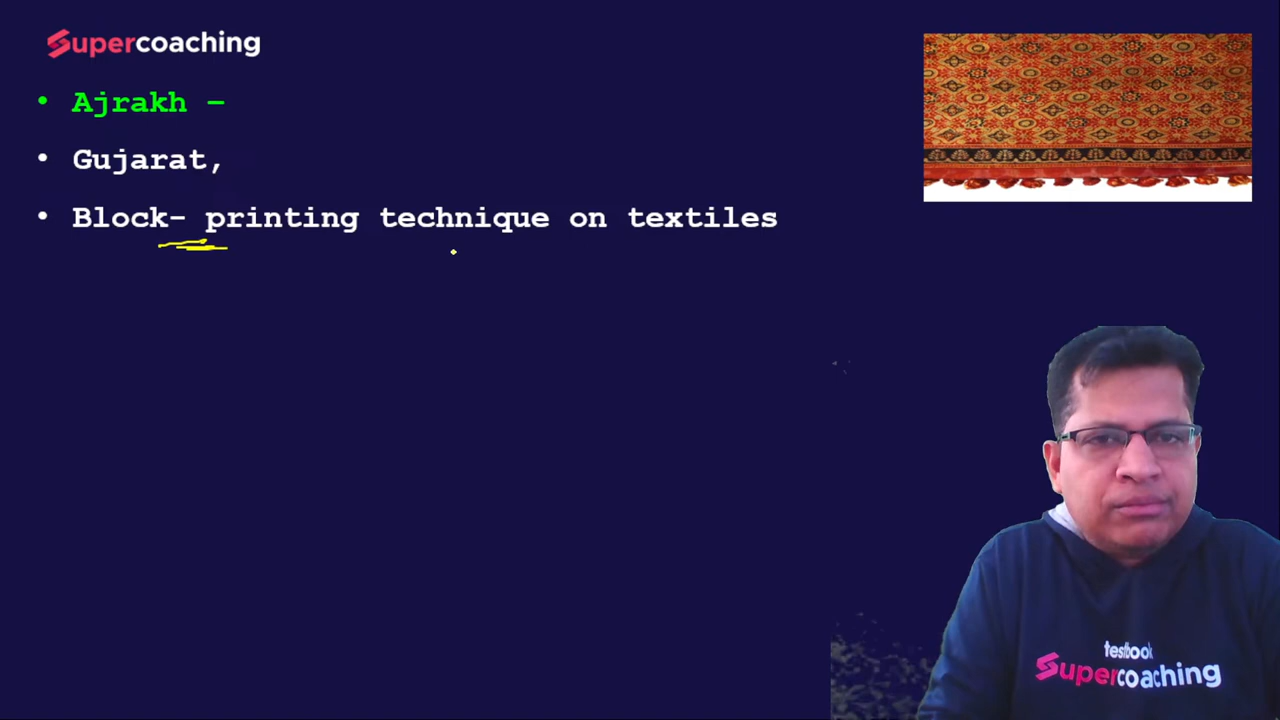 Supercoaching
• Ajrakh –
• Gujarat,
• Block- printing technique on textiles
testbook
Supercoaching